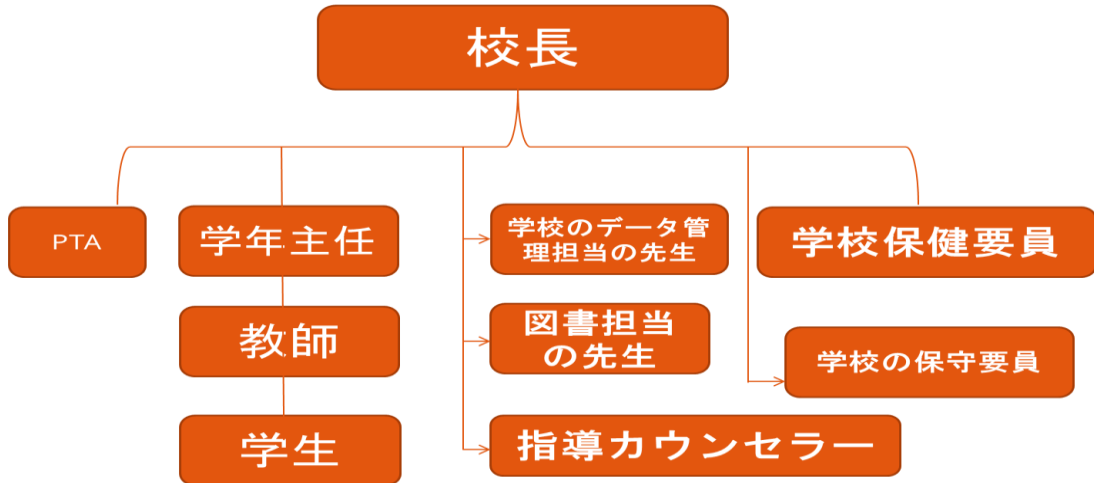 校長
PTA
学年主任
学校のデータ管
理担当の先生
学校保健要員
教師
図書担当
の先生
学校の保守要員
学生
指導カウンセラー